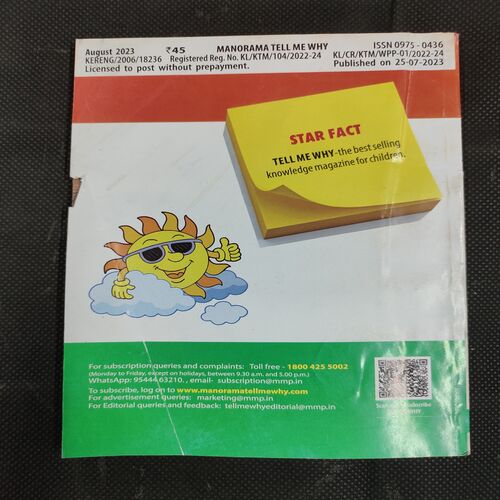 August 2023 ₹45 MANORAMA TELL ME WHY ISSN 0975 - 0436
KERENG/2006/18236 Registered Reg. No. KL/KTM/104/2022-24 KL/CR/KTM/WPP-01/2022-24
Licensed to post without prepayment. Published on 25-07-2023
STAR FACT
TELL ME WHY-the best selling
knowledge magazine for children.
For subscription queries and complaints: Toll free - 1800 425 5002
(Monday to Friday, except on holidays, between 9.30 a.m. and 5.00 p.m.)
WhatsApp: 95444 63210, email- subscription@mmp.in
To subscribe, log on to www.manoramatellmewhy.com
For advertisement queries: marketing@mmp.in
For Editorial queries and feedback: tellmewhyeditorial@mmp.in
Scan subscribe
WHY